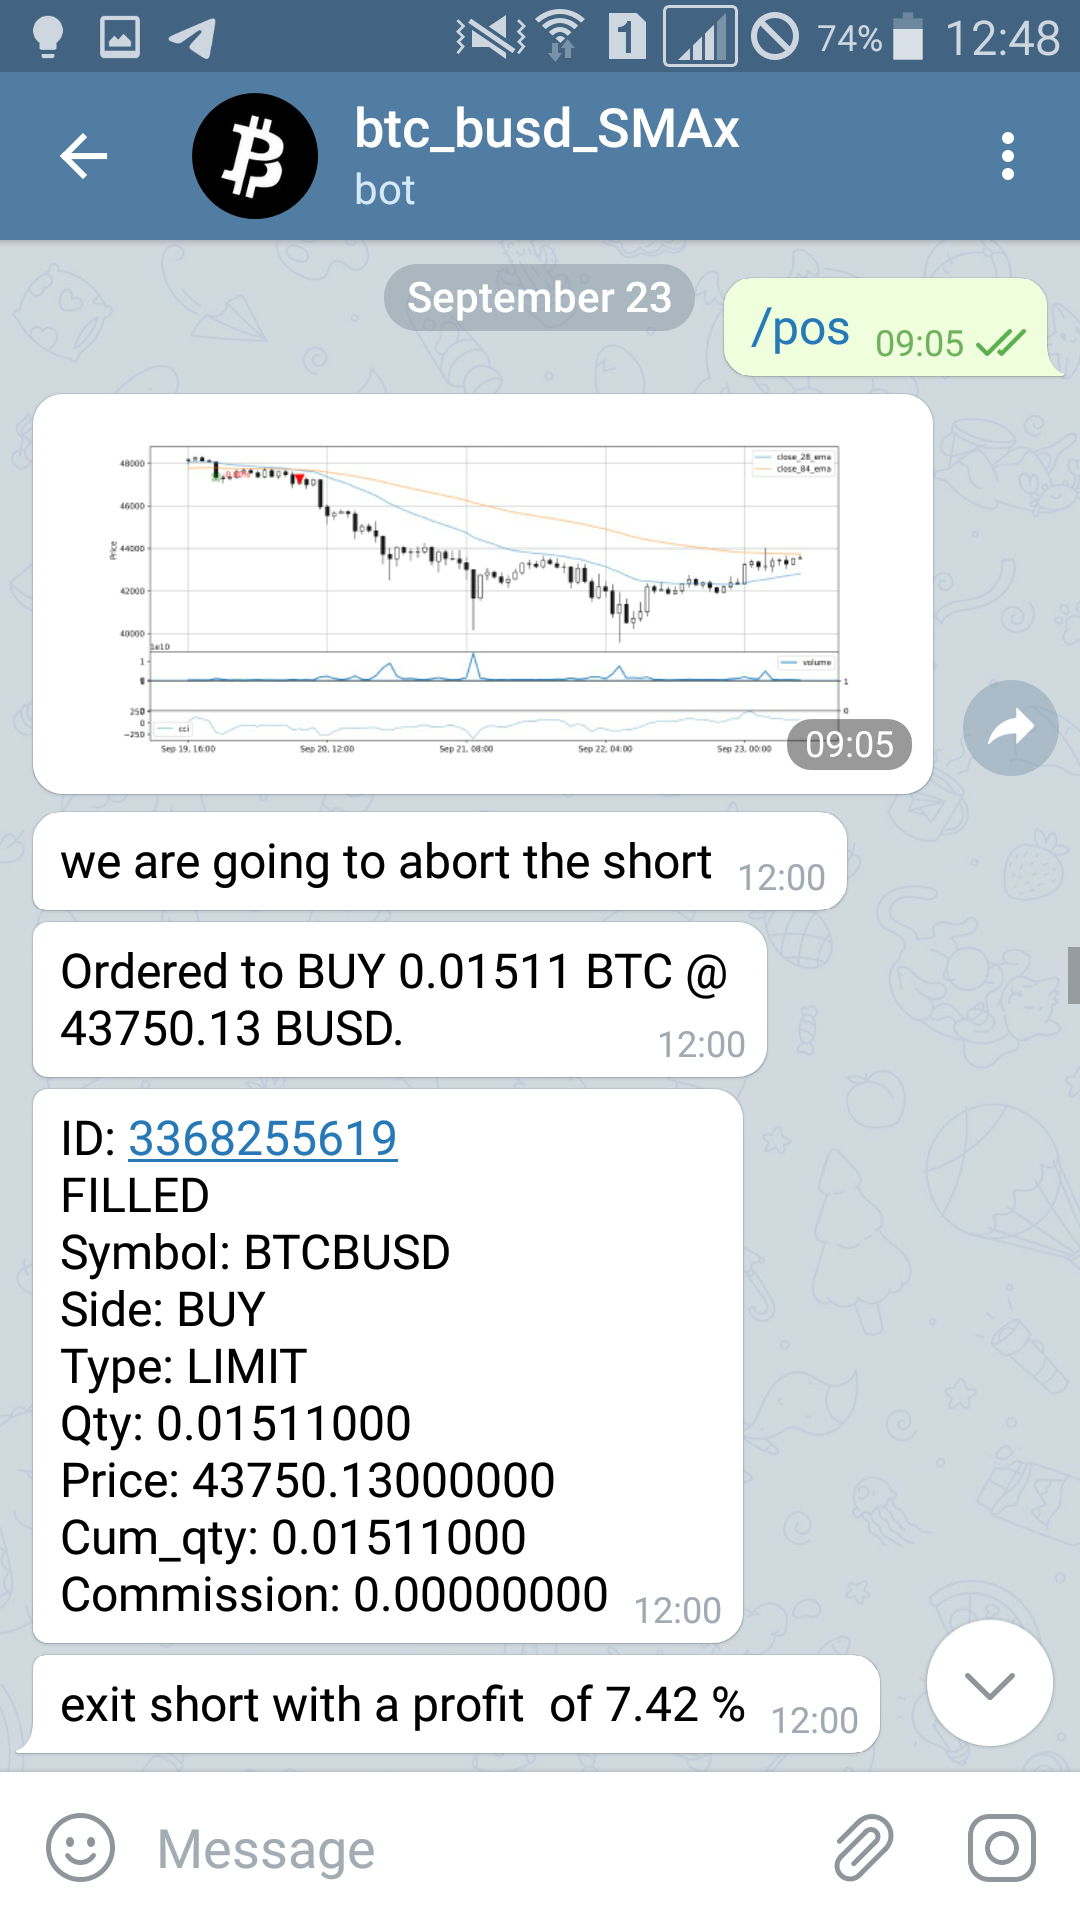 1
74%
12:48
btc_busd_SMAx
bot
September 23
/pos 09:05
48000
46000
44000
42000
40000
Price
close_28_ema
close_84_ema
1e10
1
volume
1
250
0
-250
0
cci
Sep 19, 16:00
Sep 20, 12:00
Sep 21, 08:00
Sep 22, 04:00
Sep 23, 00:00
09:05
we are going to abort the short 12:00
Ordered to BUY 0.01511 BTC @
43750.13 BUSD. 12:00
ID: 3368255619
FILLED
Symbol: BTCBUSD
Side: BUY
Type: LIMIT
Qty: 0.01511000
Price: 43750.13000000
Cum_qty: 0.01511000
Commission: 0.00000000 12:00
exit short with a profit  of 7.42 % 12:00
Message